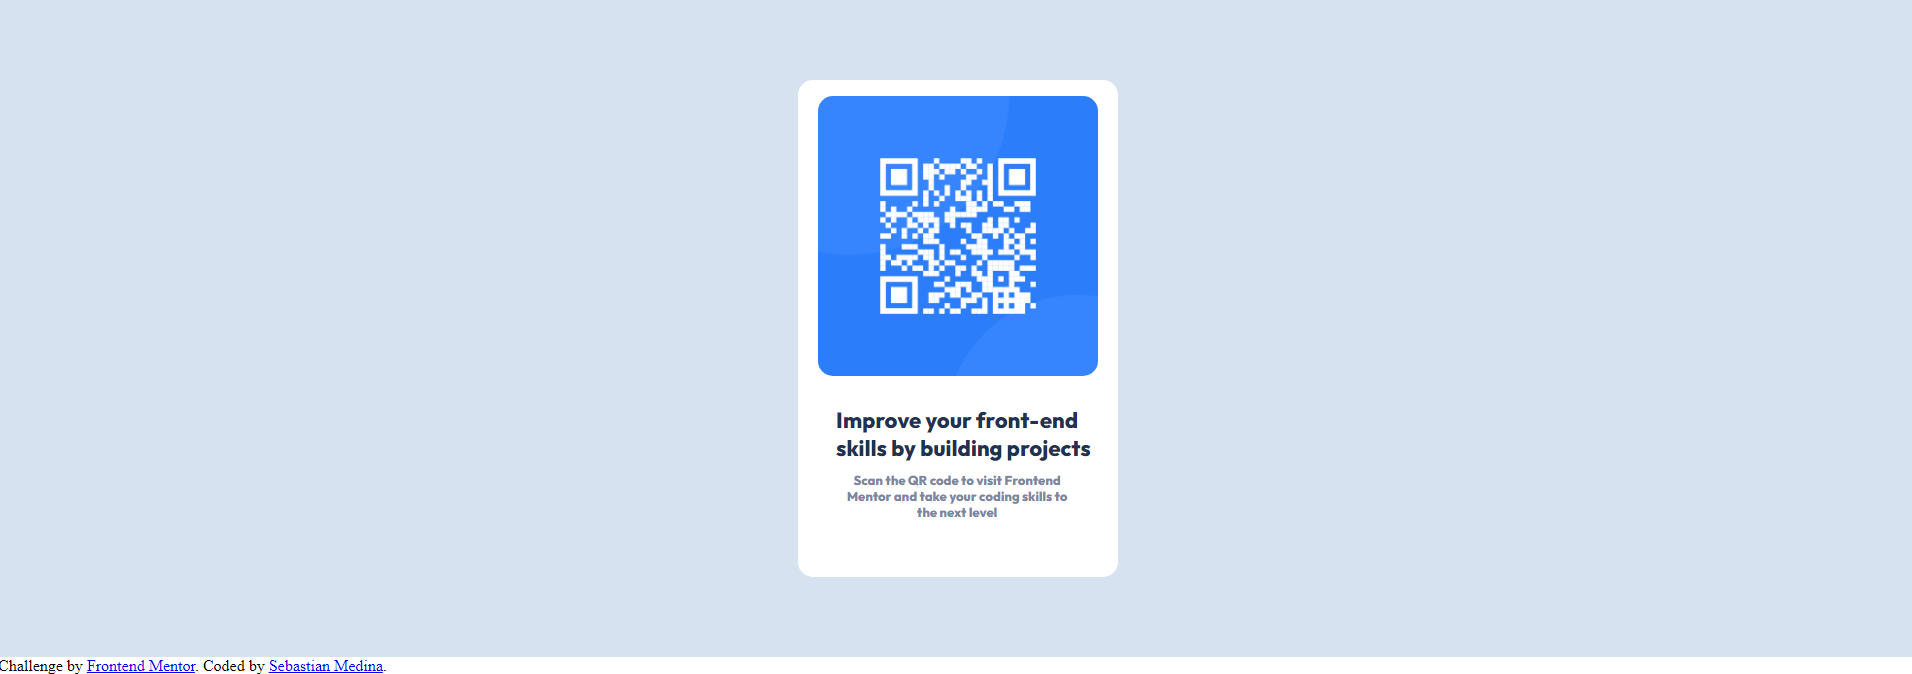 Improve your front-end
skills by building projects
Scan the QR code to visit Frontend
Mentor and take your coding skills to
the next level
Challenge by Frontend Mentor. Coded by Sebastian Medina.